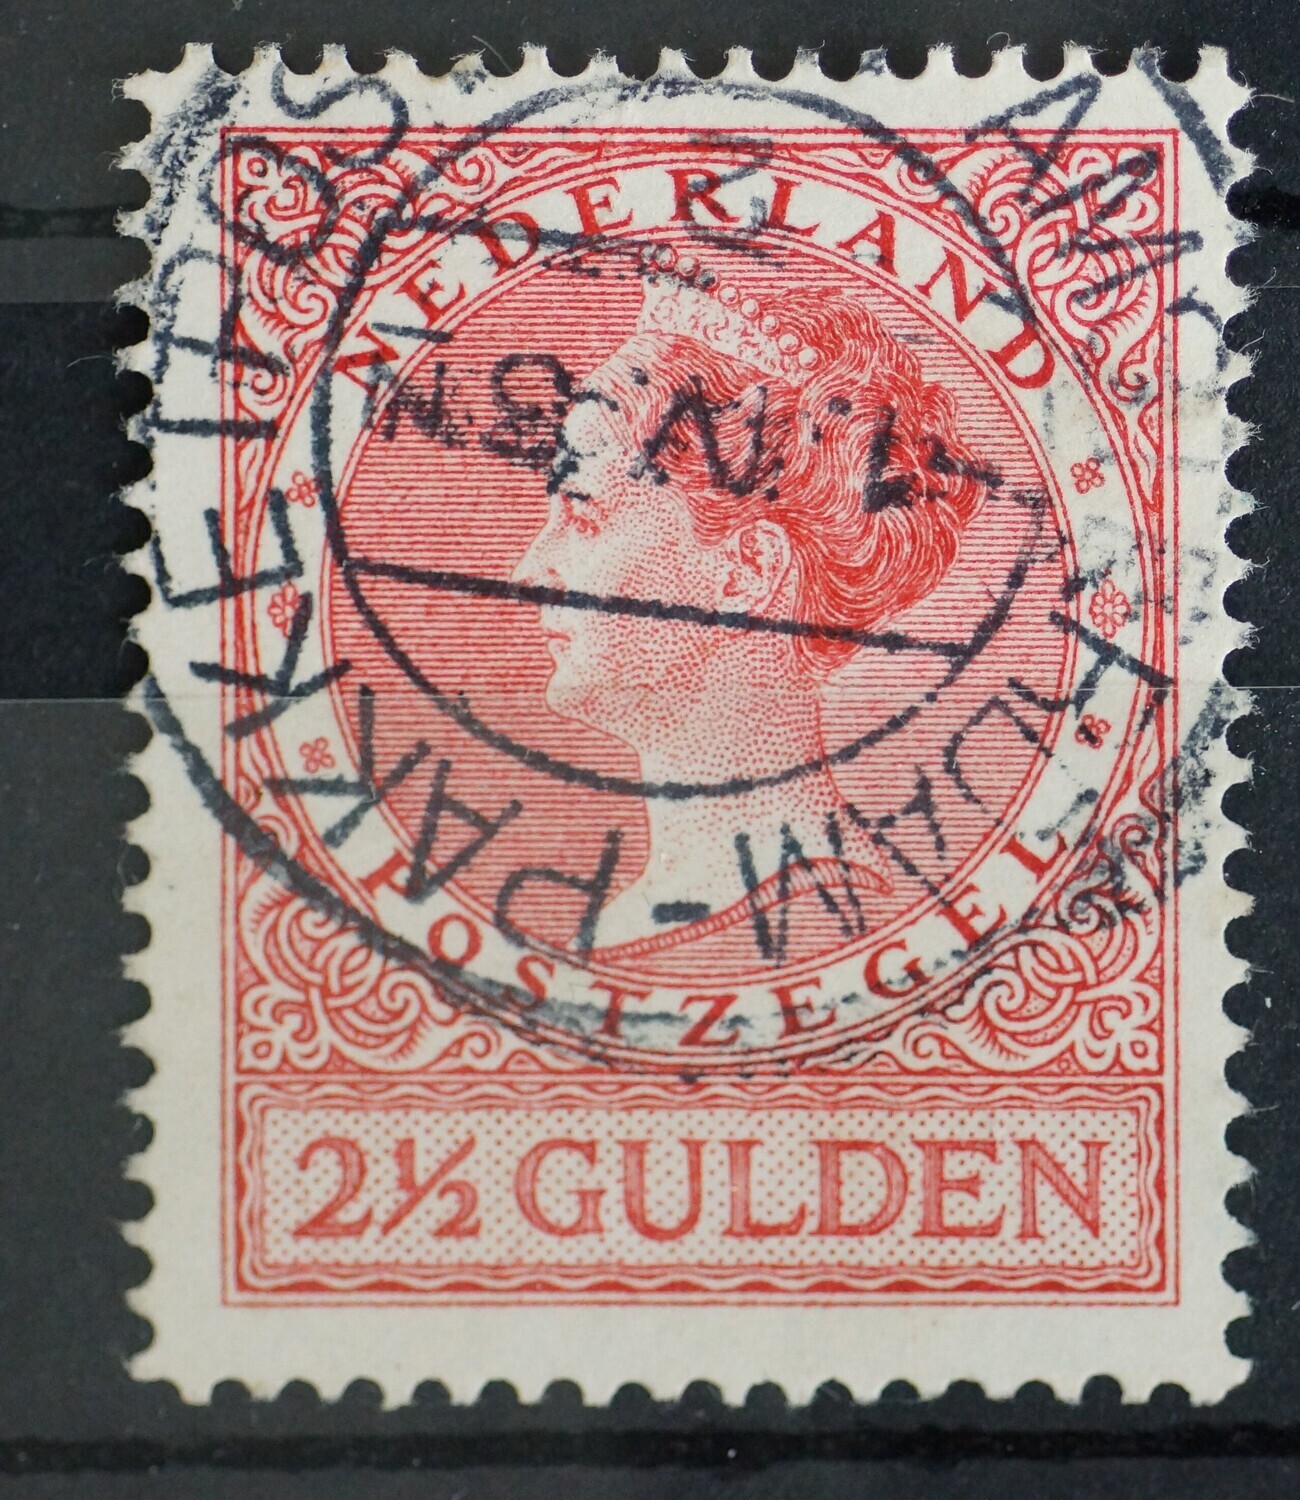 NEDERLAND
POSTZEGEL
2½ GULDEN
AMSTERDAM - PAKKETPOST